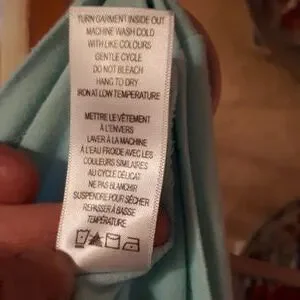 TURN GARMENT INSIDE OUT
MACHINE WASH COLD
WITH LIKE COLOURS
GENTLE CYCLE
DO NOT BLEACH
HANG TO DRY
IRON AT LOW TEMPERATURE
METTRE LE VÊTEMENT
À L'ENVERS
LAVER À LA MACHINE
À L'EAU FROIDE AVEC LES
COULEURS SIMILAIRES
AU CYCLE DÉLICAT
NE PAS BLANCHIR
SUSPENDRE POUR SÉCHER
REPASSER À BASSE
TEMPÉRATURE